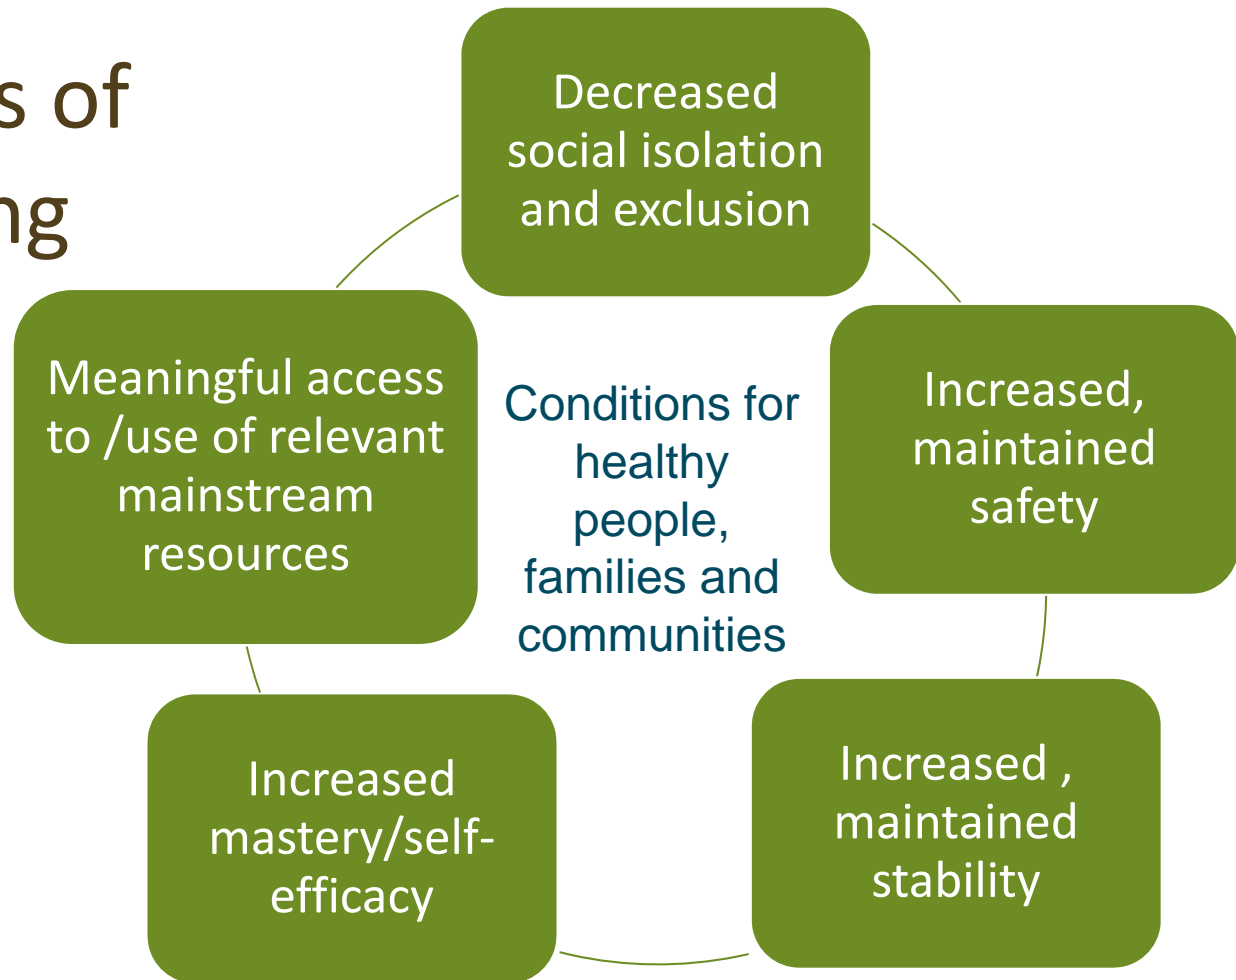 s of
ng
Decreased
social isolation
and exclusion
Meaningful access
to /use of relevant
mainstream
resources
Conditions for
healthy
people,
families and
communities
Increased,
maintained
safety
Increased
mastery/self-
efficacy
Increased ,
maintained
stability